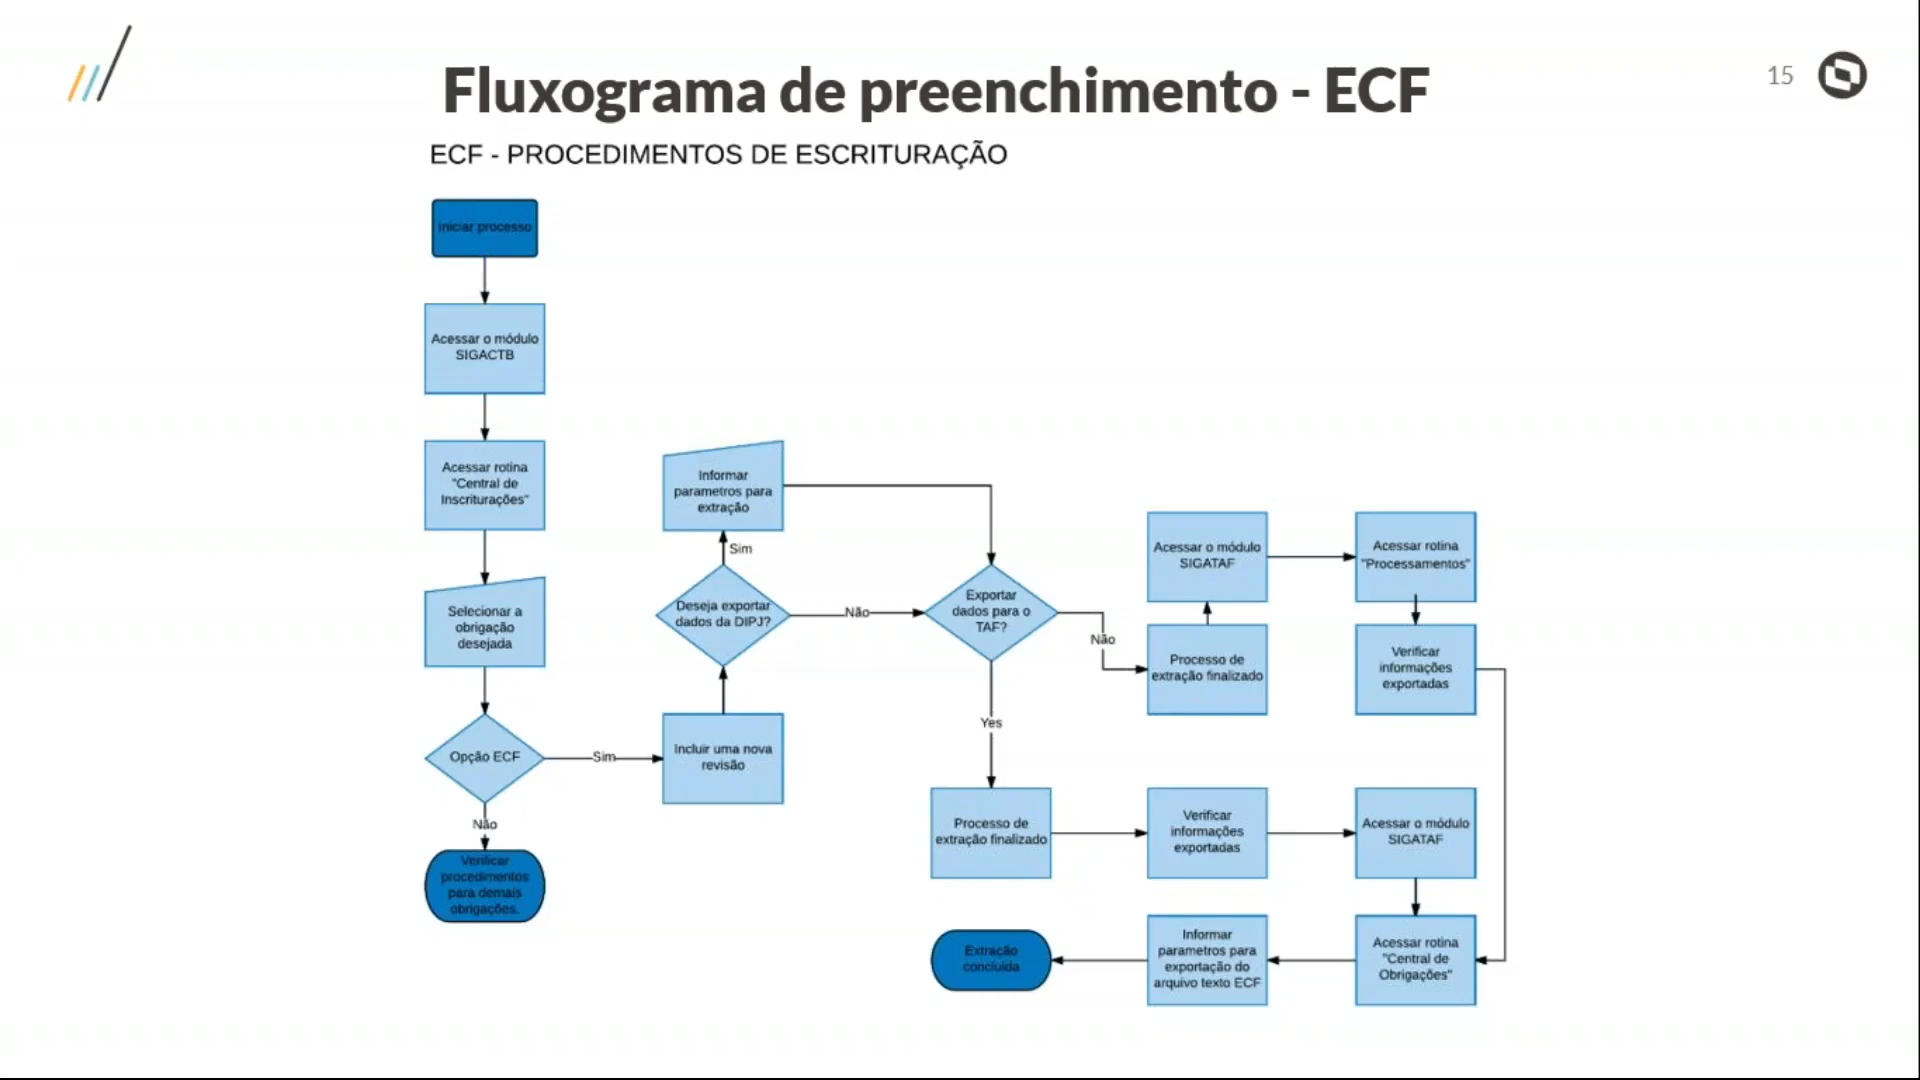 Fluxograma de preenchimento - ECF
15
ECF - PROCEDIMENTOS DE ESCRITURAÇÃO
Iniciar processo
Acessar o módulo
SIGACTB
Acessar rotina
"Central de
Inscriturações"
Selecionar a
obrigação
desejada
Opção ECF
Não
Verificar
procedimentos
para demais
obrigações.
Sim
Incluir uma nova
revisão
Deseja exportar
dados da DIPJ?
Sim
Informar
parametros para
extração
Não
Exportar
dados para o
TAF?
Não
Processo de
extração finalizado
Acessar o módulo
SIGATAF
Acessar rotina
"Processamentos"
Verificar
informações
exportadas
Yes
Processo de
extração finalizado
Verificar
informações
exportadas
Acessar o módulo
SIGATAF
Acessar rotina
"Central de
Obrigações"
Informar
parametros para
exportação do
arquivo texto ECF
Extração
concluida